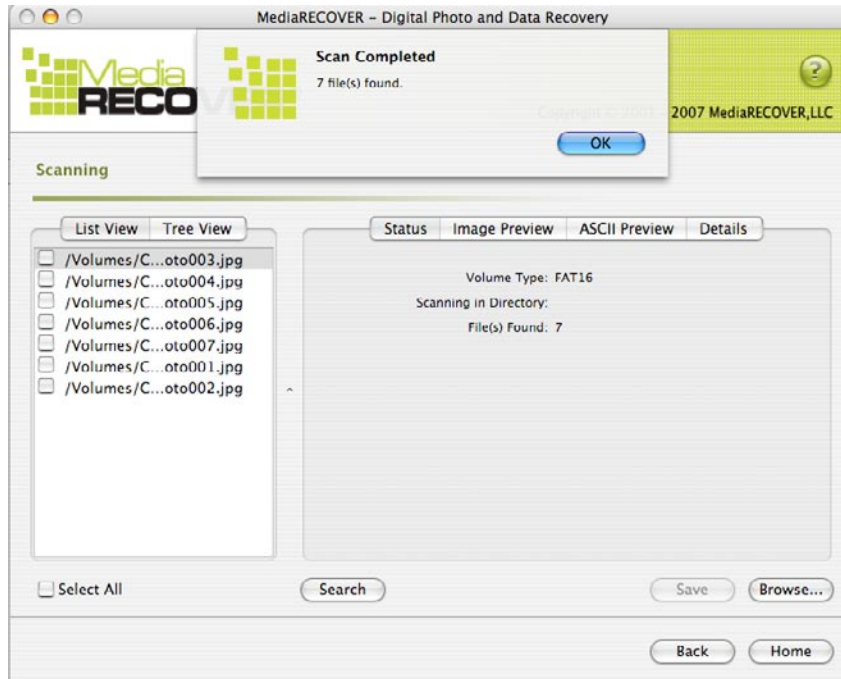 MediaRECOVER – Digital Photo and Data Recovery
Media
RECOVER
Scan Completed
7 file(s) found.
OK
?
Copyright © 2007 MediaRECOVER,LLC
Scanning
List View Tree View
Status Image Preview ASCII Preview Details
/Volumes/C...oto003.jpg
/Volumes/C...oto004.jpg
/Volumes/C...oto005.jpg
/Volumes/C...oto006.jpg
/Volumes/C...oto007.jpg
/Volumes/C...oto001.jpg
/Volumes/C...oto002.jpg
Volume Type: FAT16
Scanning in Directory:
File(s) Found: 7
Select All
Search
Save
Browse...
Back
Home